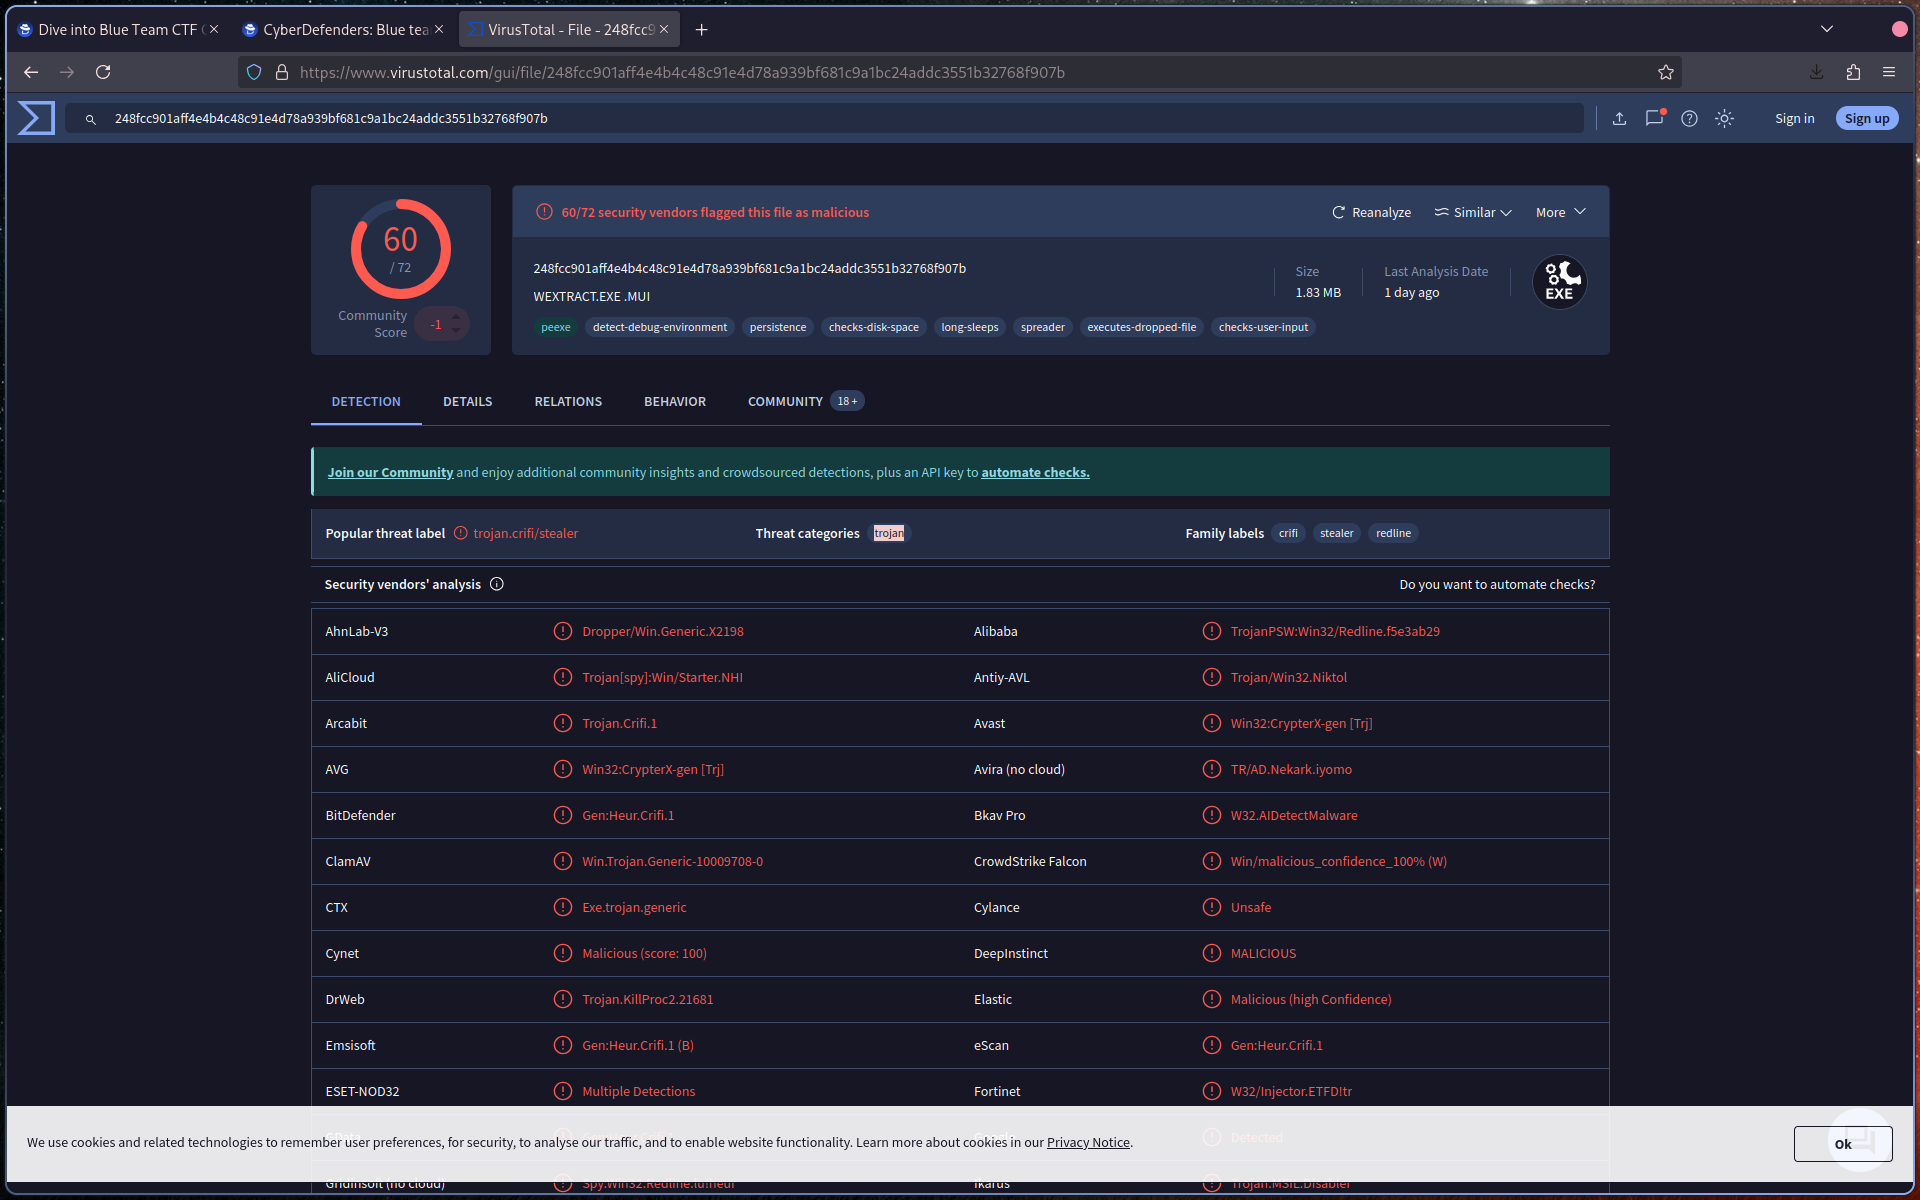 Dive into Blue Team CTF C
CyberDefenders: Blue tea
VirusTotal - File - 248fcc9
https://www.virustotal.com/gui/file/248fcc901aff4e4b4c48c91e4d78a939bf681c9a1bc24addc3551b32768f907b
248fcc901aff4e4b4c48c91e4d78a939bf681c9a1bc24addc3551b32768f907b
Sign in
Sign up
60
/ 72
Community Score
-1
60/72 security vendors flagged this file as malicious
Reanalyze
Similar
More
248fcc901aff4e4b4c48c91e4d78a939bf681c9a1bc24addc3551b32768f907b
WEXTRACT.EXE .MUI
Size
1.83 MB
Last Analysis Date
1 day ago
EXE
peexe detect-debug-environment persistence checks-disk-space long-sleeps spreader executes-dropped-file checks-user-input
DETECTION DETAILS RELATIONS BEHAVIOR COMMUNITY 18 +
Join our Community and enjoy additional community insights and crowdsourced detections, plus an API key to automate checks.
Popular threat label trojan.crifi/stealer Threat categories trojan Family labels crifi stealer redline
Security vendors' analysis Do you want to automate checks?
AhnLab-V3 Dropper/Win.Generic.X2198 Alibaba TrojanPSW:Win32/Redline.f5e3ab29
AliCloud Trojan[spy]:Win/Starter.NHI Antiy-AVL Trojan/Win32.Niktol
Arcabit Trojan.Crifi.1 Avast Win32:CrypterX-gen [Trj]
AVG Win32:CrypterX-gen [Trj] Avira (no cloud) TR/AD.Nekark.iyomo
BitDefender Gen:Heur.Crifi.1 Bkav Pro W32.AIDetectMalware
ClamAV Win.Trojan.Generic-10009708-0 CrowdStrike Falcon Win/malicious_confidence_100% (W)
CTX Exe.trojan.generic Cylance Unsafe
Cynet Malicious (score: 100) DeepInstinct MALICIOUS
DrWeb Trojan.KillProc2.21681 Elastic Malicious (high Confidence)
Emsisoft Gen:Heur.Crifi.1 (B) eScan Gen:Heur.Crifi.1
ESET-NOD32 Multiple Detections Fortinet W32/Injector.ETFD!tr
Detected
We use cookies and related technologies to remember user preferences, for security, to analyse our traffic, and to enable website functionality. Learn more about cookies in our Privacy Notice.
Ok
Gridinsoft (no cloud) Ikarus Trojan.MSIL.Disabler